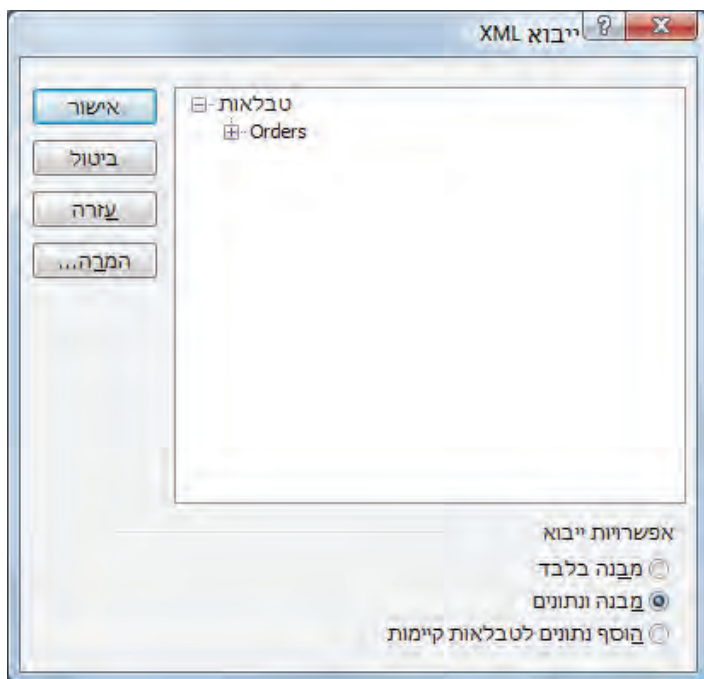 ייבוא XML
טבלאות
Orders
אישור
ביטול
עזרה
המרה...
אפשרויות ייבוא
מבנה בלבד
מבנה ונתונים
הוסף נתונים לטבלאות קיימות